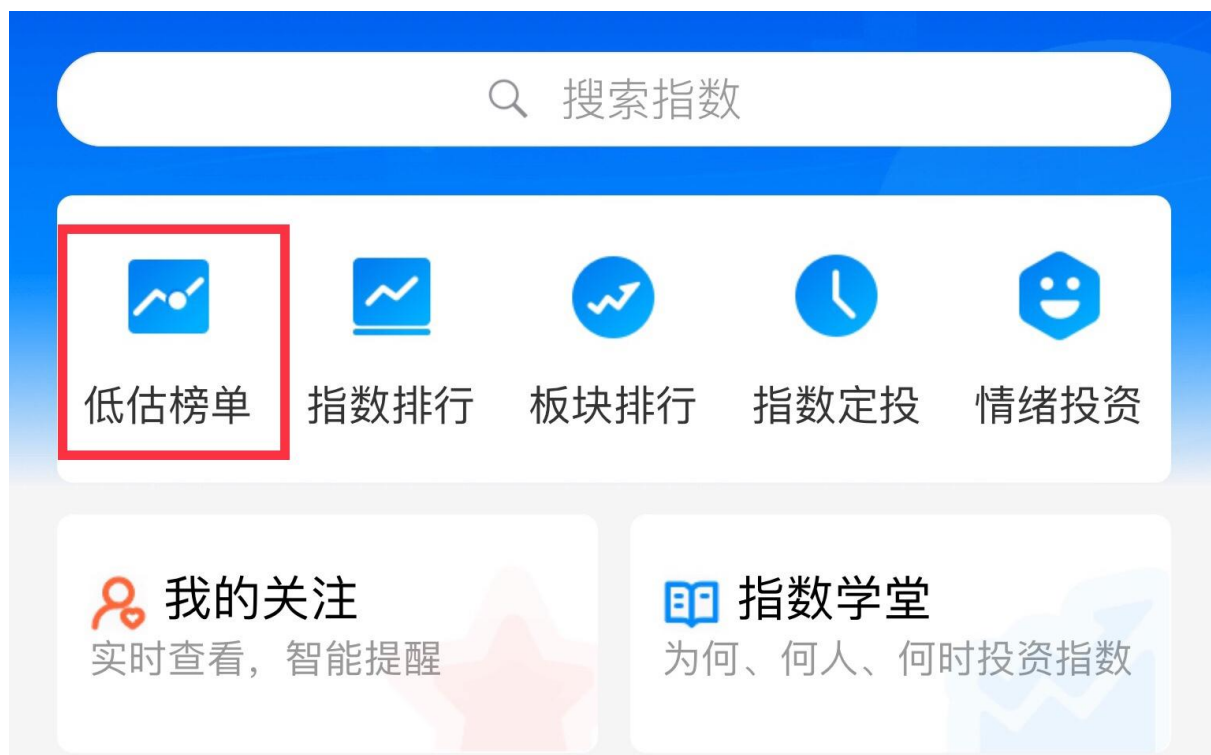 搜索指数
低估榜单 指数排行 板块排行 指数定投 情绪投资
我的关注 指数学堂
实时查看，智能提醒 为何、何人、何时投资指数